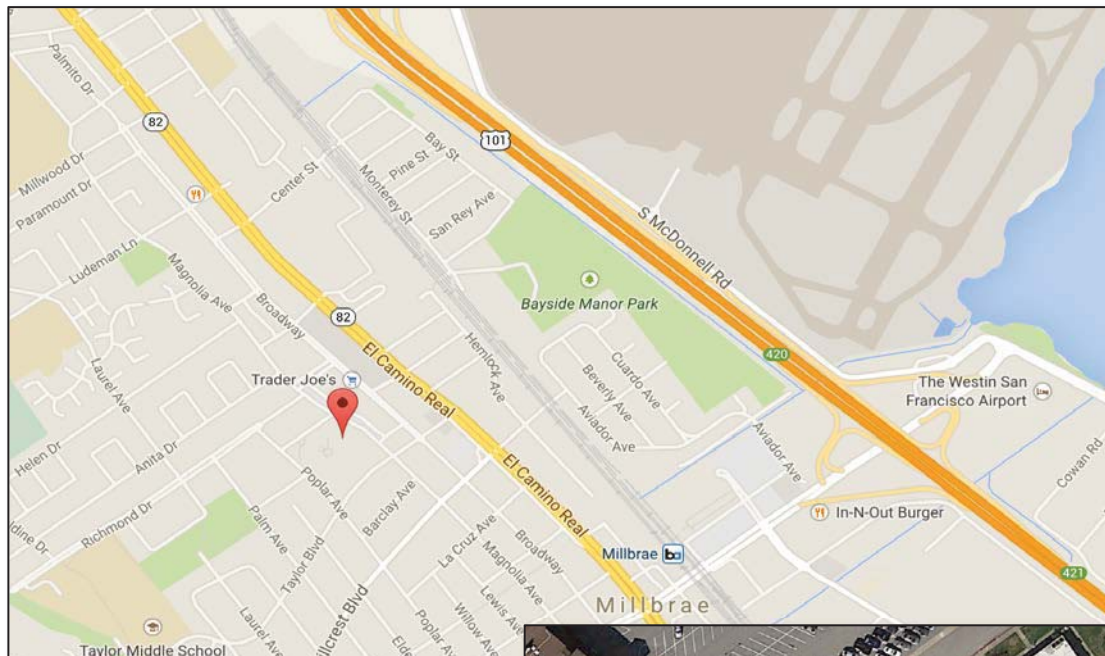 Palmito Dr
82
Millwood Dr
Paramount Dr
Ludeman Ln
Center St
Monterey St
Pine St
Bay St
San Rey Ave
101
S McDonnell Rd
Bayside Manor Park
Magnolia Ave
Broadway
82
El Camino Real
Hemlock Ave
Trader Joe's
Laurel Ave
Cuardo Ave
Beverly Ave
Aviador Ave
Aviador Ave
420
The Westin San
Francisco Airport
Cowan Rd
Helen Dr
Anita Dr
Richmond Dr
dine Dr
Poplar Ave
Barclay Ave
Palm Ave
Taylor Blvd
El Camino Real
La Cruz Ave
Broadway
Magnolia Ave
Lewis Ave
Willow Ave
Poplar Ave
Elde
illcrest Blvd
Laurel Ave
Taylor Middle School
In-N-Out Burger
Millbrae
ba
Millbrae
421